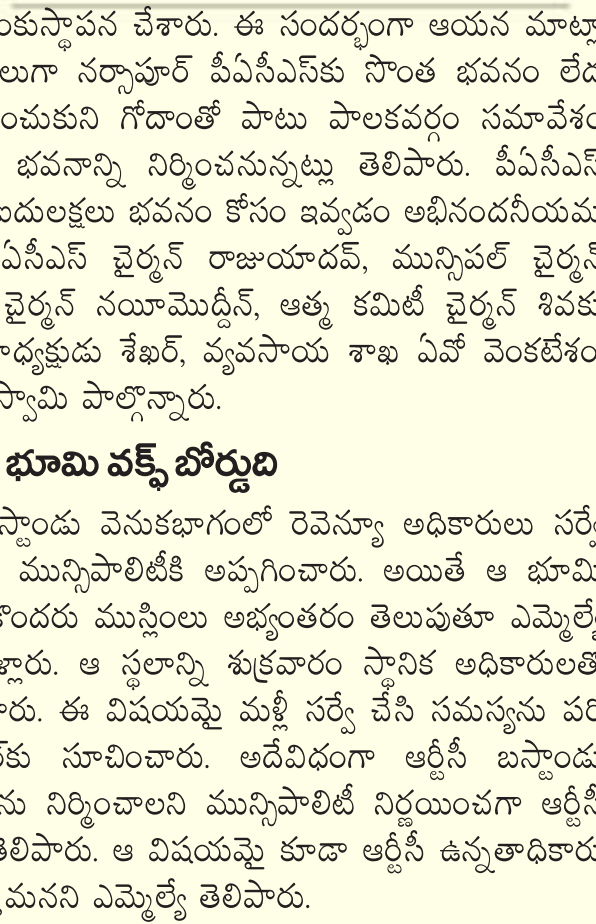 ంకుస్థాపన చేశారు. ఈ సందర్భంగా ఆయన మాట్లా
లుగా నర్సాపూర్ పీఏసీఎస్‌కు సొంత భవనం లేద
ంచుకుని గోదాంతో పాటు పాలకవర్గం సమావేశం
భవనాన్ని నిర్మించనున్నట్లు తెలిపారు. పీఏసీఎస్
ఐదులక్షలు భవనం కోసం ఇవ్వడం అభినందనీయమ
ఏసీఎస్ చైర్మన్ రాజుయాదవ్, మున్సిపల్ చైర్మన్
చైర్మన్ నయీమొద్దీన్, ఆత్మ కమిటీ చైర్మన్ శివకు
ాధ్యక్షుడు శేఖర్, వ్యవసాయ శాఖ ఏవో వెంకటేశం
స్వామి పాల్గొన్నారు.
భూమి వక్ఫ్ బోర్డుది
స్టాండు వెనుకభాగంలో రెవెన్యూ అధికారులు సర్వే
మున్సిపాలిటీకి అప్పగించారు. అయితే ఆ భూమి
కొందరు ముస్లింలు అభ్యంతరం తెలుపుతూ ఎమ్మెల్యే
ళ్లారు. ఆ స్థలాన్ని శుక్రవారం స్థానిక అధికారులతో
ారు. ఈ విషయమై మళ్లీ సర్వే చేసి సమస్యను పరి
ర్‌కు సూచించారు. అదేవిధంగా ఆర్టీసీ బస్టాండు
ను నిర్మించాలని మున్సిపాలిటీ నిర్ణయించగా ఆర్టీసీ
తెలిపారు. ఆ విషయమై కూడా ఆర్టీసీ ఉన్నతాధికారు
మనని ఎమ్మెల్యే తెలిపారు.